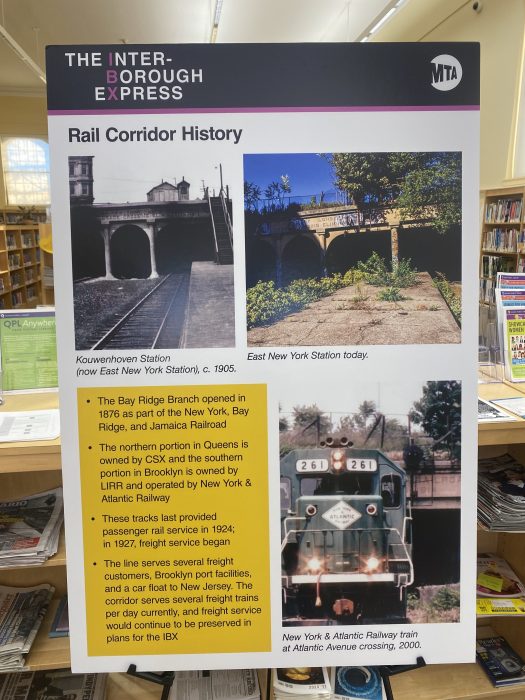 THE INTER-
BOROUGH
EXPRESS
MTA
Rail Corridor History
Kouwenhoven Station
(now East New York Station), c. 1905.
East New York Station today.
• The Bay Ridge Branch opened in
1876 as part of the New York, Bay
Ridge, and Jamaica Railroad
• The northern portion in Queens is
owned by CSX and the southern
portion in Brooklyn is owned by
LIRR and operated by New York &
Atlantic Railway
• These tracks last provided
passenger rail service in 1924;
in 1927, freight service began
• The line serves several freight
customers, Brooklyn port facilities,
and a car float to New Jersey. The
corridor serves several freight trains
per day currently, and freight service
would continue to be preserved in
plans for the IBX
261 261
ATLANTIC
New York & Atlantic Railway train
at Atlantic Avenue crossing, 2000.
QPL Anywhere